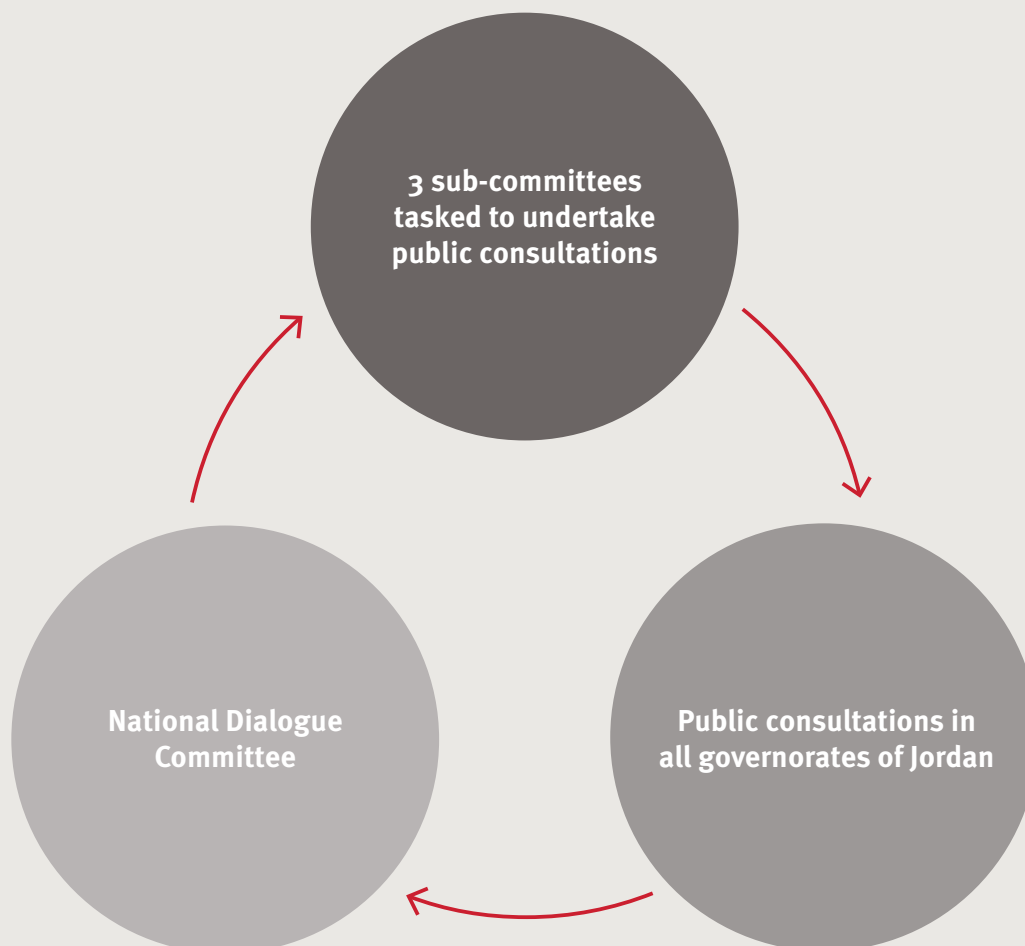 3 sub-committees
tasked to undertake
public consultations
National Dialogue
Committee
Public consultations in
all governorates of Jordan